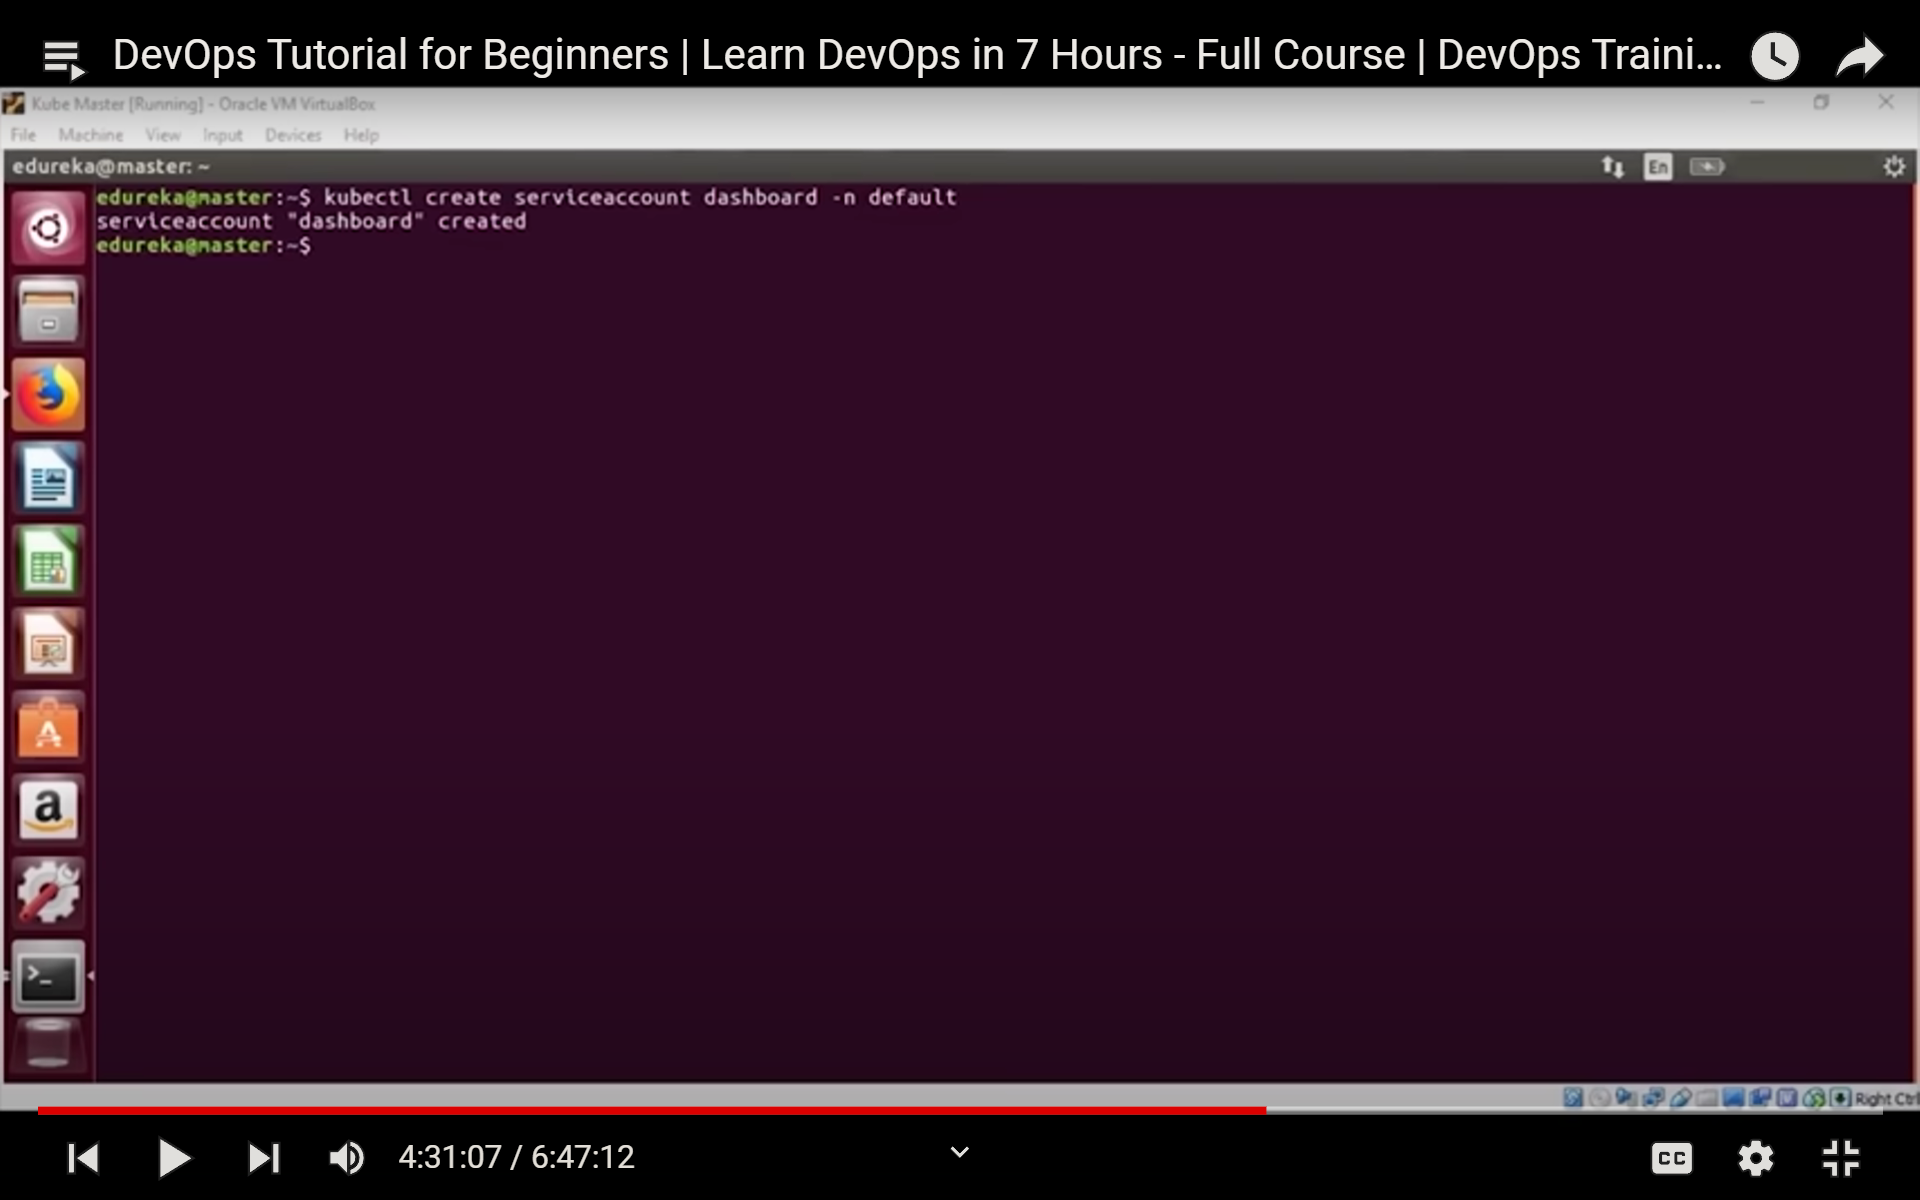 DevOps Tutorial for Beginners | Learn DevOps in 7 Hours - Full Course | DevOps Traini...
Kube Master [Running] - Oracle VM VirtualBox
File Machine View Input Devices Help
edureka@master: ~
En
edureka@master:~$ kubectl create serviceaccount dashboard -n default
serviceaccount "dashboard" created
edureka@master:~$
Right Ctrl
4:31:07 / 6:47:12
CC